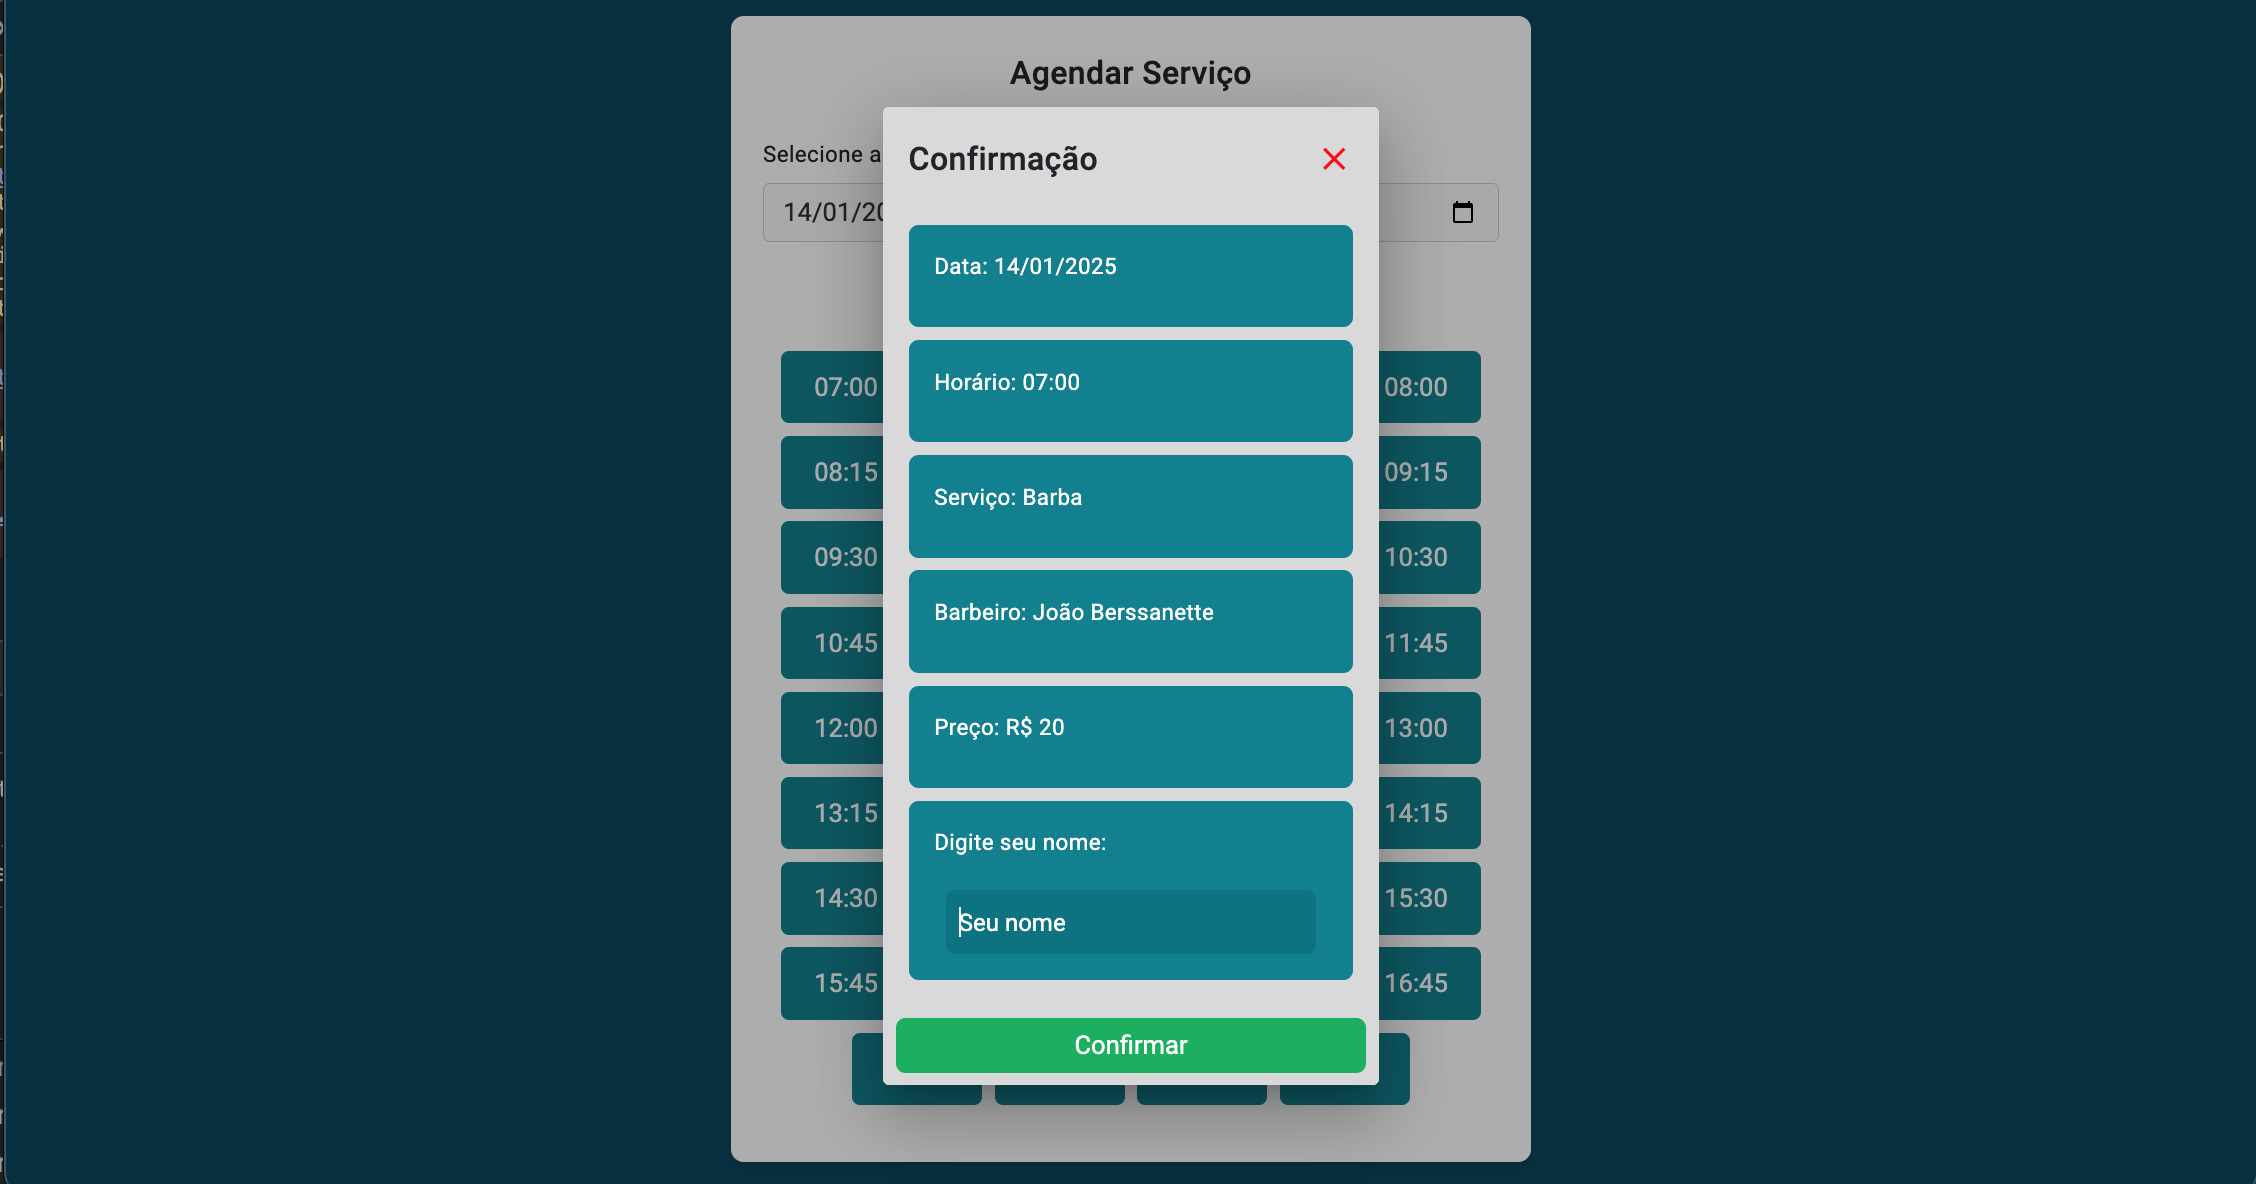 Agendar Serviço
Selecione a
14/01/20
Confirmação
Data: 14/01/2025
Horário: 07:00
Serviço: Barba
Barbeiro: João Berssanette
Preço: R$ 20
Digite seu nome:
Seu nome
Confirmar
07:00 08:00
08:15 09:15
09:30 10:30
10:45 11:45
12:00 13:00
13:15 14:15
14:30 15:30
15:45 16:45